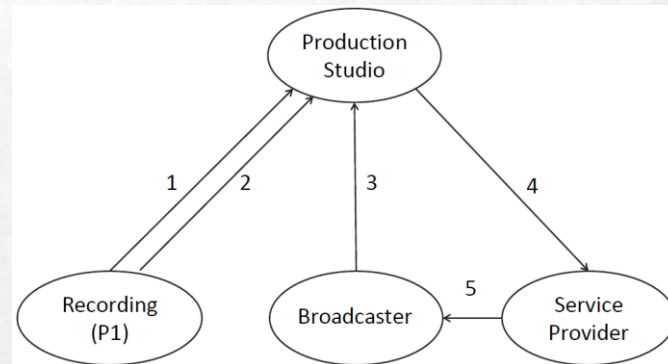 Production
Studio
1
2
3
4
5
Recording
(P1)
Broadcaster
Service
Provider